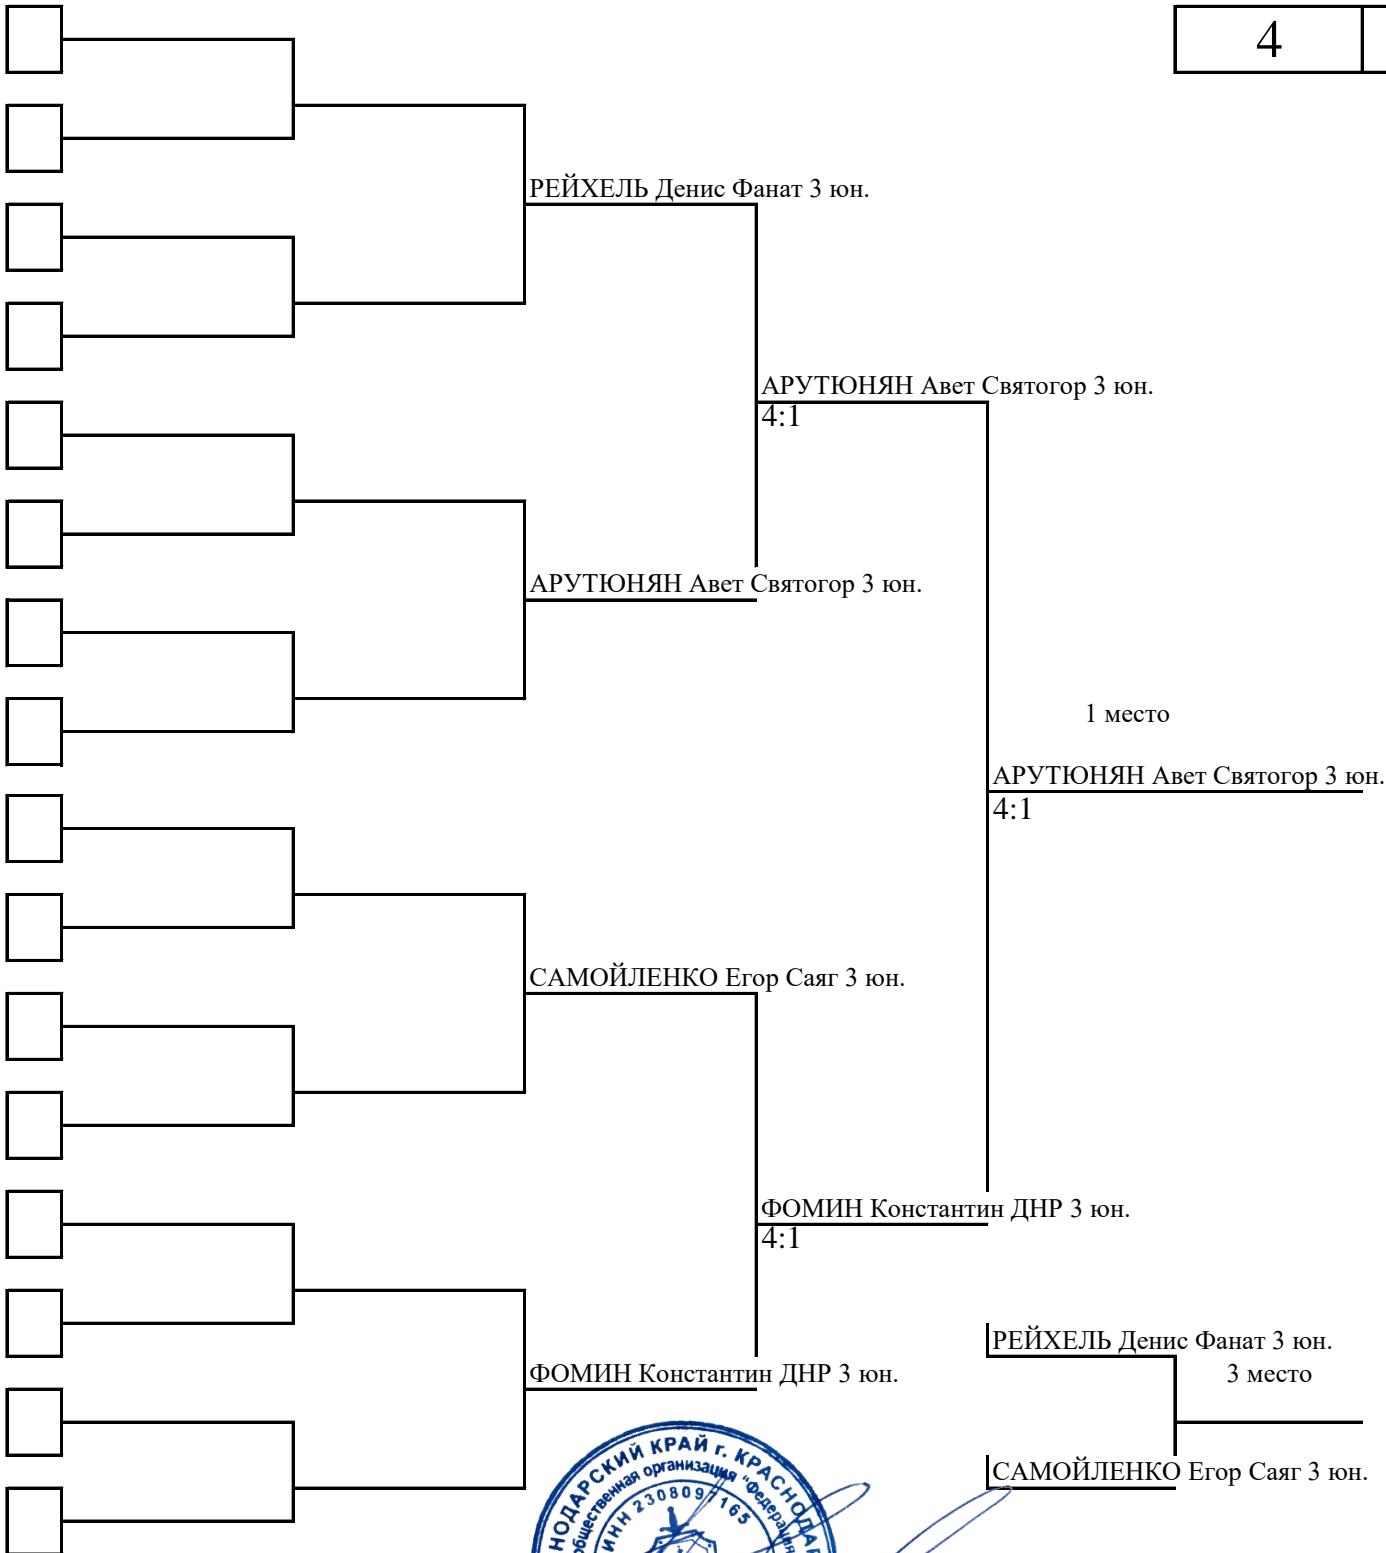 4
РЕЙХЕЛЬ Денис Фанат 3 юн.
АРУТЮНЯН Авет Святогор 3 юн.
4:1
АРУТЮНЯН Авет Святогор 3 юн.
1 место
АРУТЮНЯН Авет Святогор 3 юн.
4:1
САМОЙЛЕНКО Егор Саяг 3 юн.
ФОМИН Константин ДНР 3 юн.
4:1
РЕЙХЕЛЬ Денис Фанат 3 юн.
ФОМИН Константин ДНР 3 юн.
3 место
САМОЙЛЕНКО Егор Саяг 3 юн.
КРАЙ г.
общественная организация "Федерация
ИНН 2308097165